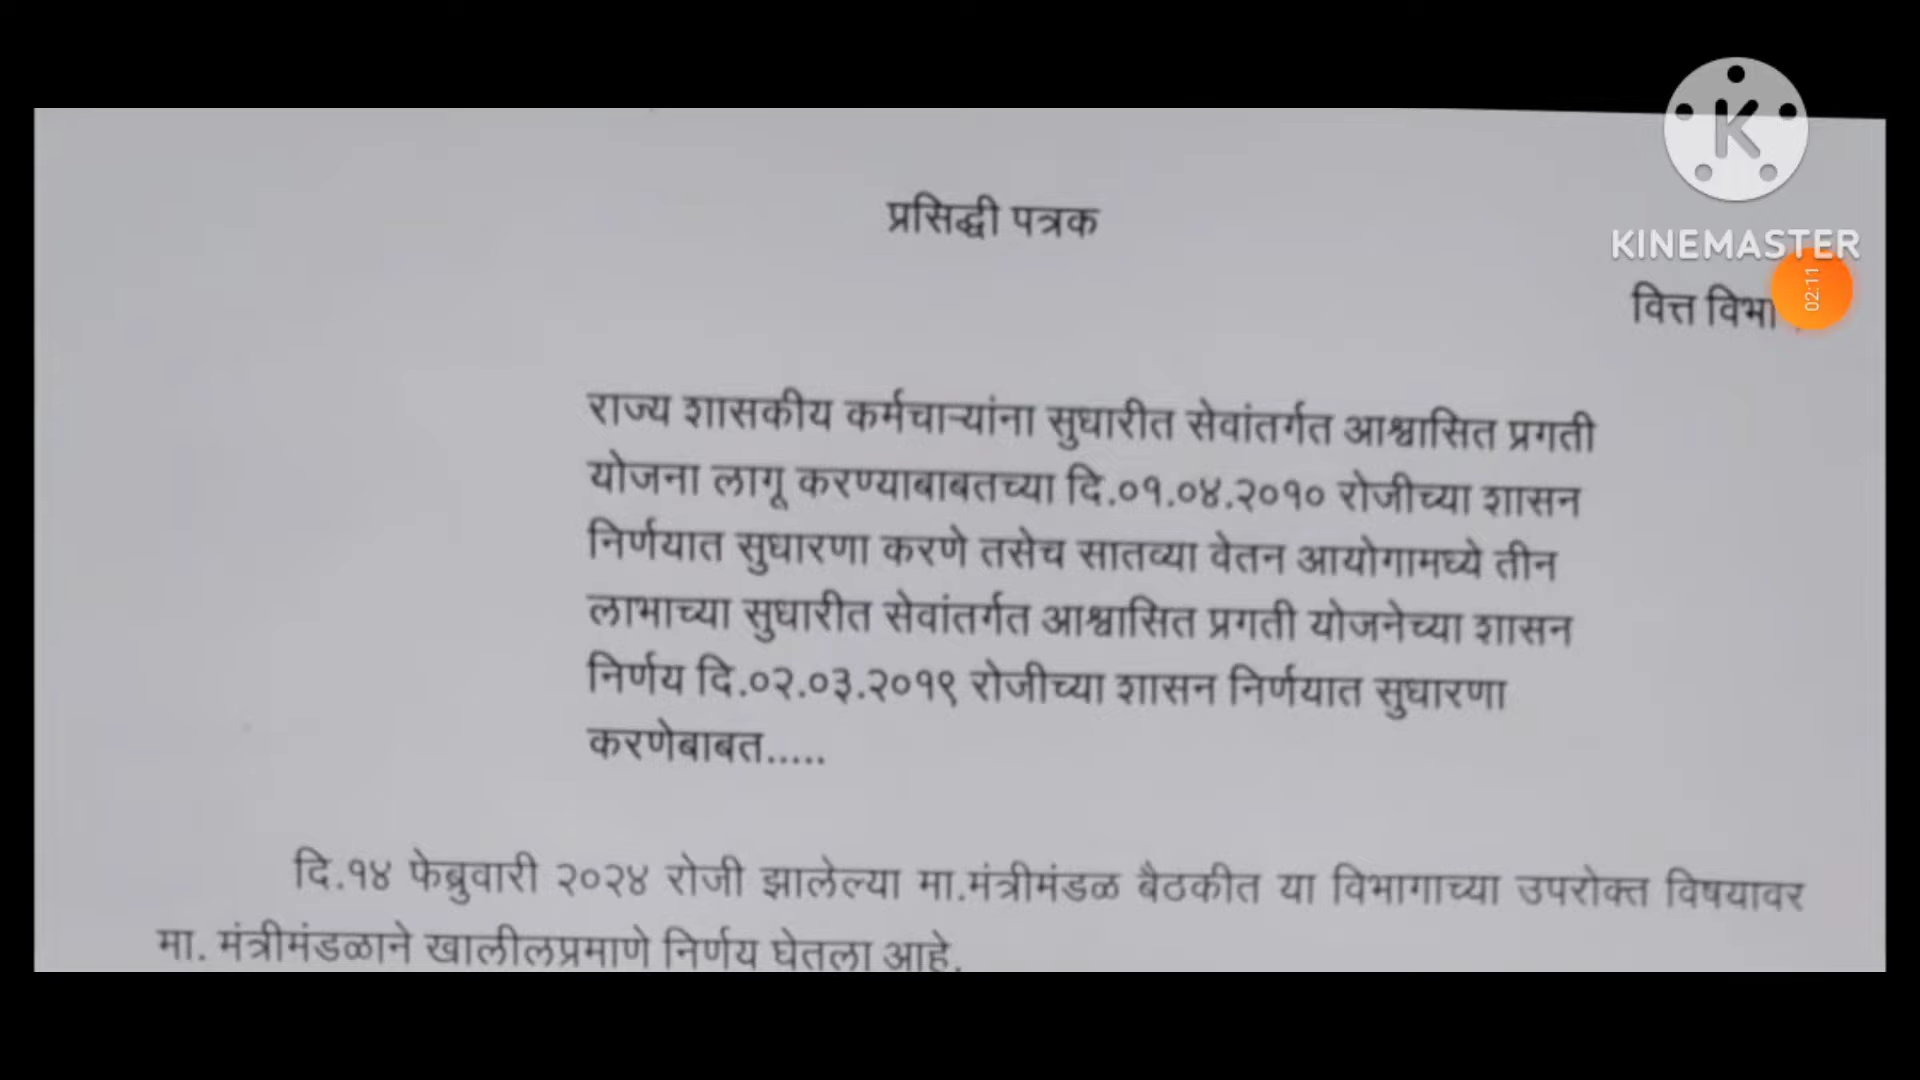 प्रसिद्धी पत्रक
KINEMASTER
02:11
वित्त
राज्य शासकीय कर्मचाऱ्यांना सुधारीत सेवांतर्गत आश्वासित प्रगती
योजना लागू करण्याबाबतच्या दि.०१.०४.२०१० रोजीच्या शासन
निर्णयात सुधारणा करणे तसेच सातव्या वेतन आयोगामध्ये तीन
लाभाच्या सुधारीत सेवांतर्गत आश्वासित प्रगती योजनेच्या शासन
निर्णय दि.०२.०३.२०१९ रोजीच्या शासन निर्णयात सुधारणा
करणेबाबत.....
दि.१४ फेब्रुवारी २०२४ रोजी झालेल्या मा.मंत्रीमंडळ बैठकीत या विभागाच्या उपरोक्त विषयावर
मा. मंत्रीमंडळाने खालीलप्रमाणे निर्णय घेतला आहे.